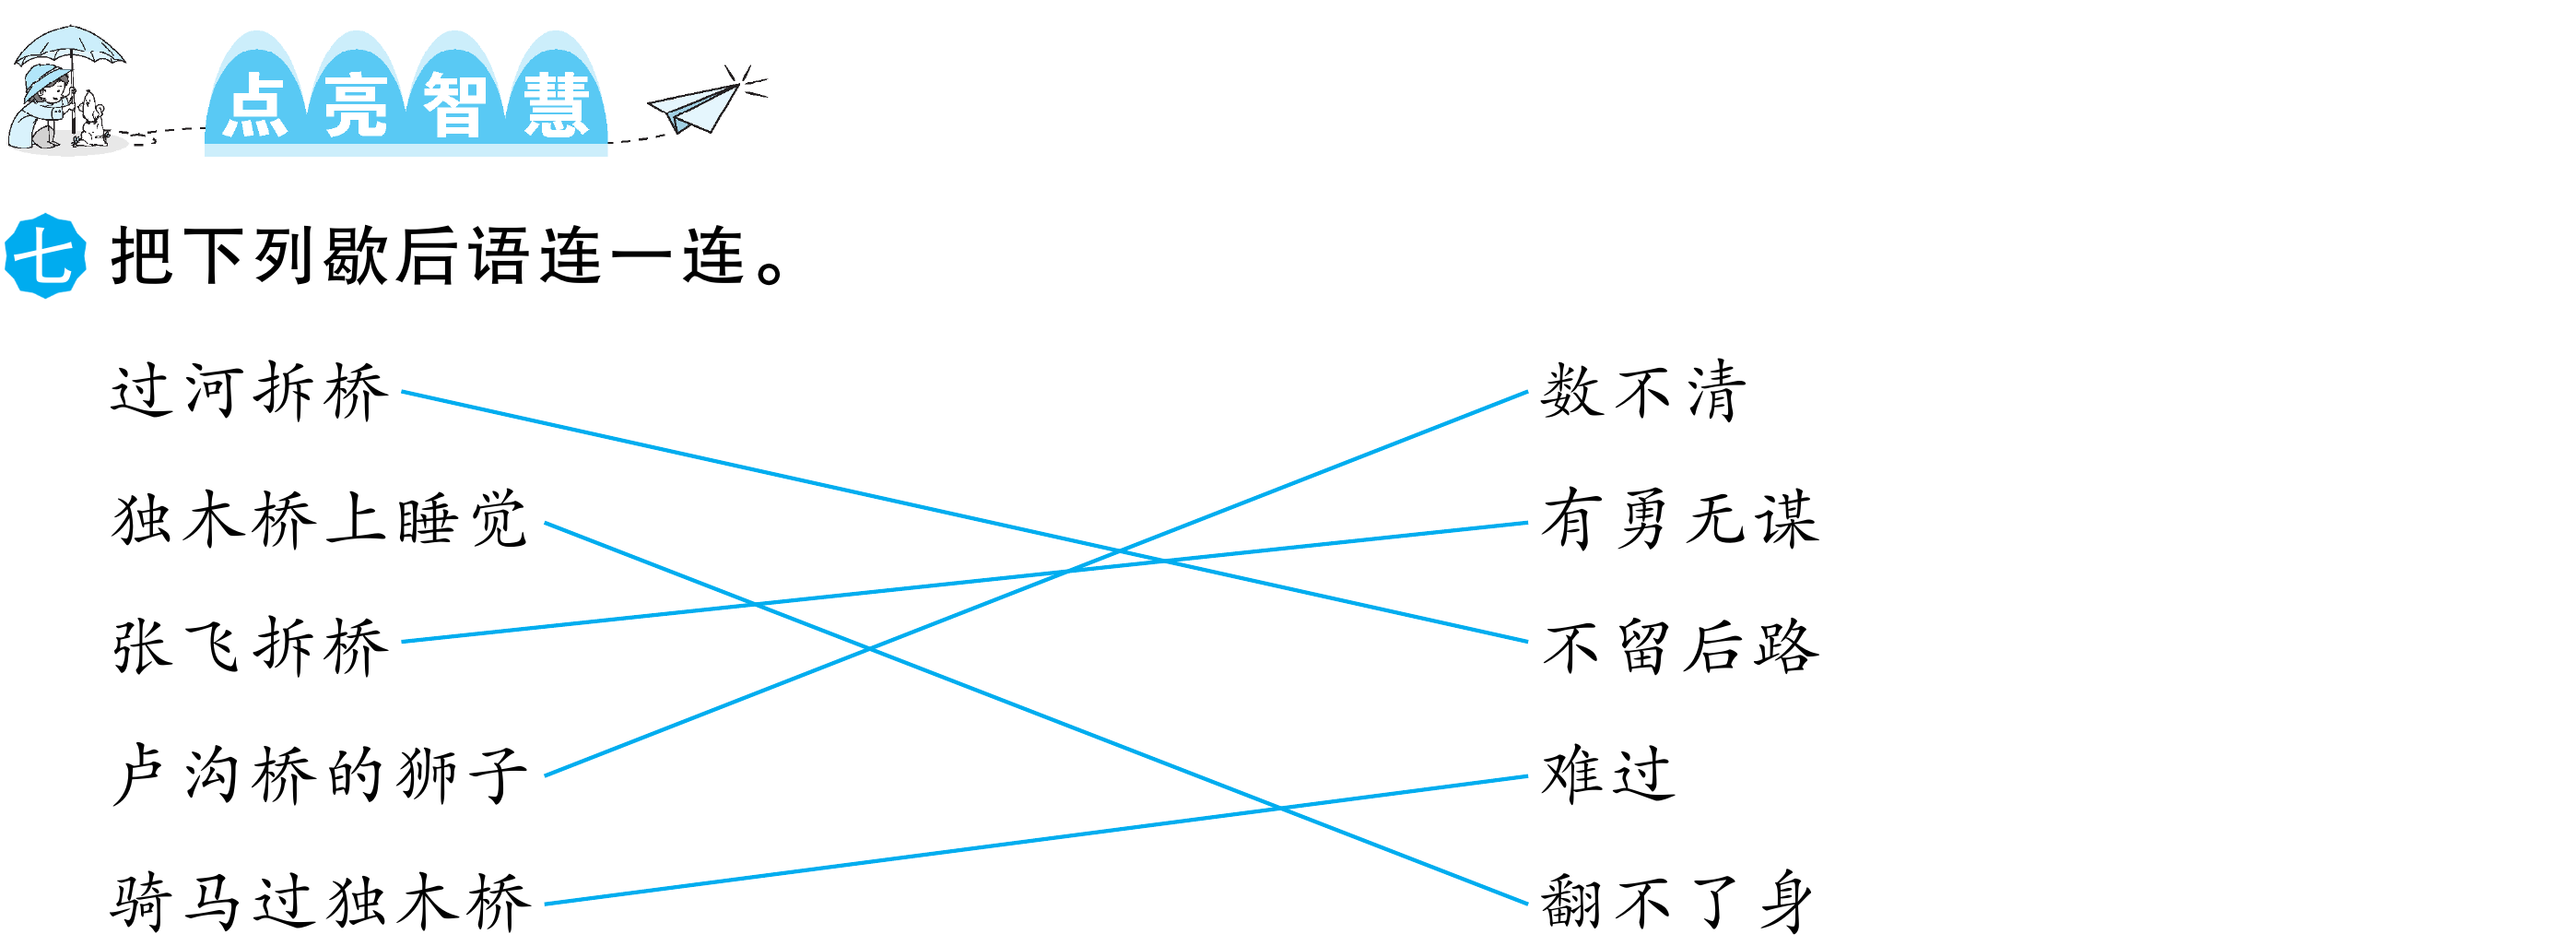 点亮智慧
七 把下列歇后语连一连。
过河拆桥 数不清
独木桥上睡觉 有勇无谋
张飞拆桥 不留后路
卢沟桥的狮子 难过
骑马过独木桥 翻不了身